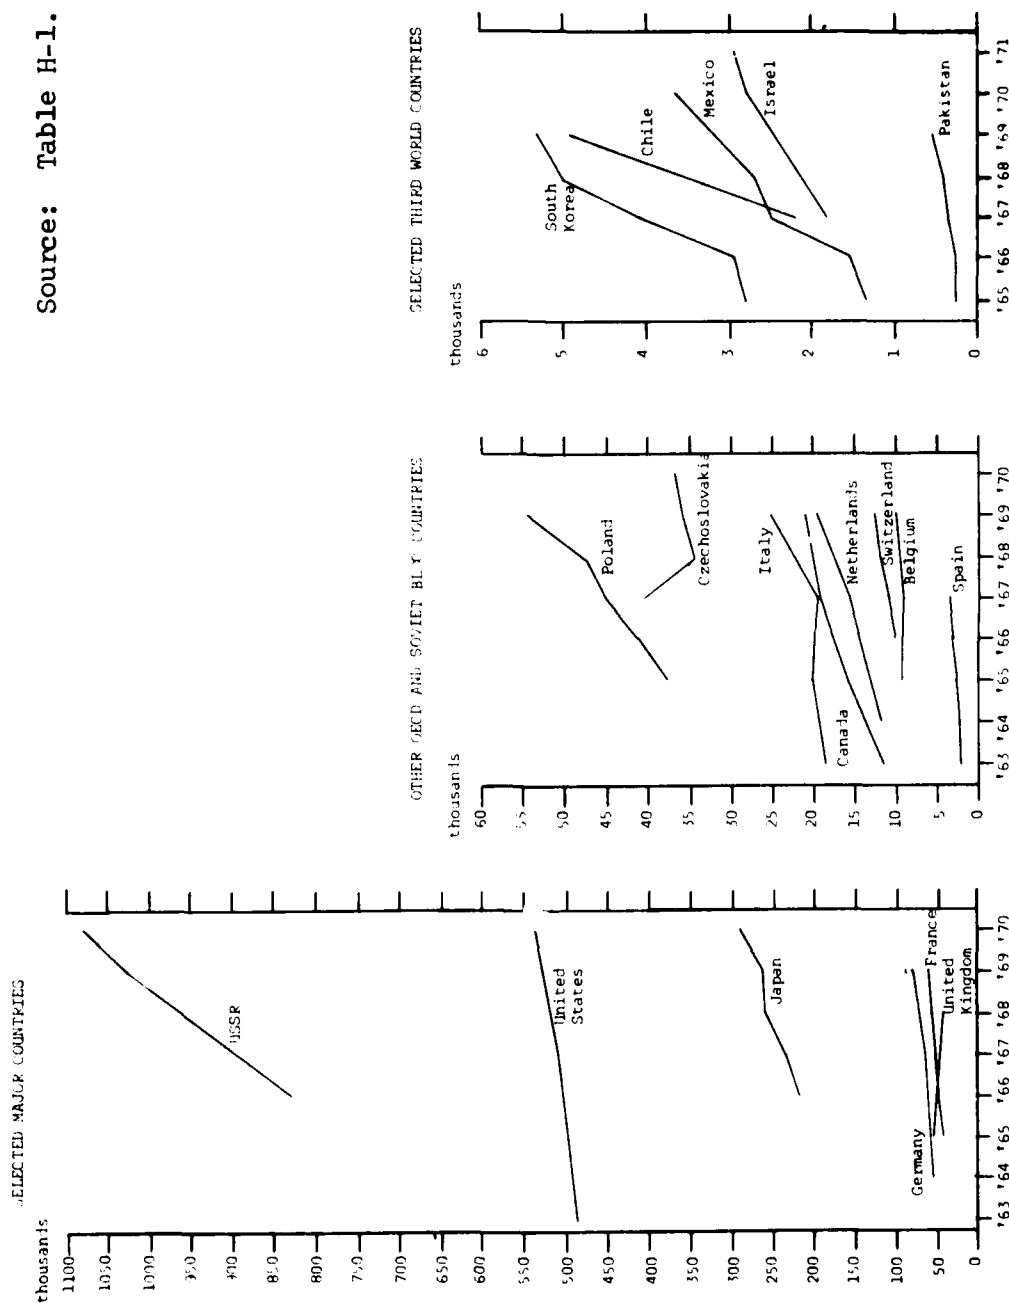 SELECTED MAJOR COUNTRIES
thousands
1100
1050
1000
950
900
850
800
750
700
650
600
550
500
450
400
350
300
250
200
150
100
50
0
USSR
United
States
Japan
Germany
France
United
Kingdom
'63 '64 '65 '66 '67 '68 '69 '70
OTHER OECD AND SOVIET BLOC COUNTRIES
thousands
60
55
50
45
40
35
30
25
20
15
10
5
0
Poland
Czechoslovakia
Italy
Canada
Netherlands
Switzerland
Belgium
Spain
'63 '64 '65 '66 '67 '68 '69 '70
SELECTED THIRD WORLD COUNTRIES
thousands
6
5
4
3
2
1
0
South
Korea
Chile
Mexico
Israel
Pakistan
'65 '66 '67 '68 '69 '70 '71
Source: Table H-1.